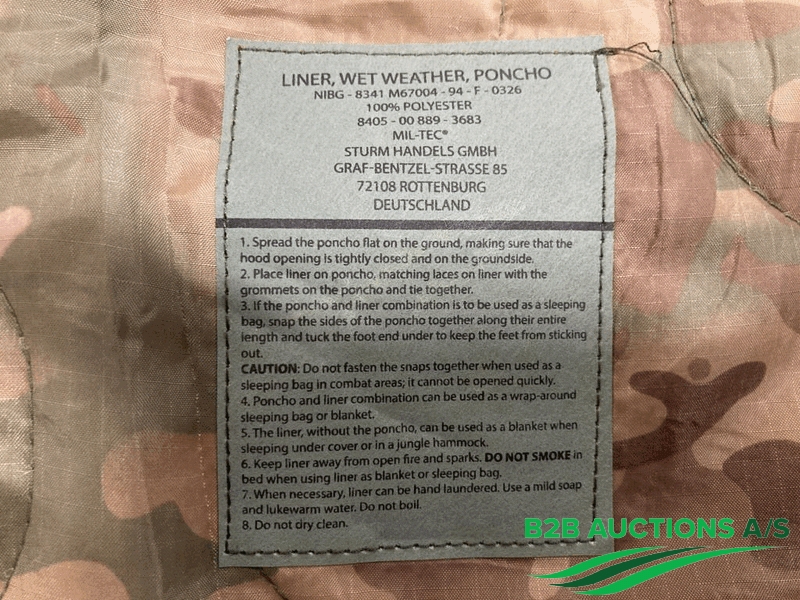 LINER, WET WEATHER, PONCHO
NIBG - 8341 M67004 - 94 - F - 0326
100% POLYESTER
8405 - 00 889 - 3683
MIL-TEC®
STURM HANDELS GMBH
GRAF-BENTZEL-STRASSE 85
72108 ROTTENBURG
DEUTSCHLAND
1. Spread the poncho flat on the ground, making sure that the
hood opening is tightly closed and on the groundside.
2. Place liner on poncho, matching laces on liner with the
grommets on the poncho and tie together.
3. If the poncho and liner combination is to be used as a sleeping
bag, snap the sides of the poncho together along their entire
length and tuck the foot end under to keep the feet from sticking
out.
CAUTION: Do not fasten the snaps together when used as a
sleeping bag in combat areas; it cannot be opened quickly.
4. Poncho and liner combination can be used as a wrap-around
sleeping bag or blanket.
5. The liner, without the poncho, can be used as a blanket when
sleeping under cover or in a jungle hammock.
6. Keep liner away from open fire and sparks. DO NOT SMOKE in
bed when using liner as blanket or sleeping bag.
7. When necessary, liner can be hand laundered. Use a mild soap
and lukewarm water. Do not boil.
8. Do not dry clean.
B2B AUCTIONS A/S